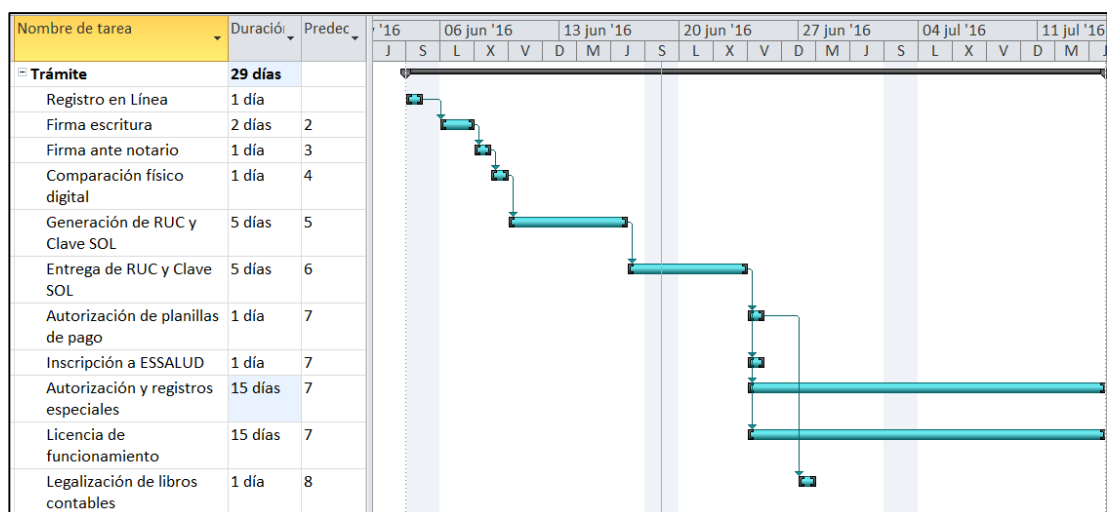 Nombre de tarea Duración Predec
'16 06 jun '16 13 jun '16 20 jun '16 27 jun '16 04 jul '16 11 jul '16
J S L X V D M J S L X V D M J S L X V D M J
Trámite 29 días
Registro en Línea 1 día
Firma escritura 2 días 2
Firma ante notario 1 día 3
Comparación físico 1 día 4
digital
Generación de RUC y 5 días 5
Clave SOL
Entrega de RUC y Clave 5 días 6
SOL
Autorización de planillas 1 día 7
de pago
Inscripción a ESSALUD 1 día 7
Autorización y registros 15 días 7
especiales
Licencia de 15 días 7
funcionamiento
Legalización de libros 1 día 8
contables